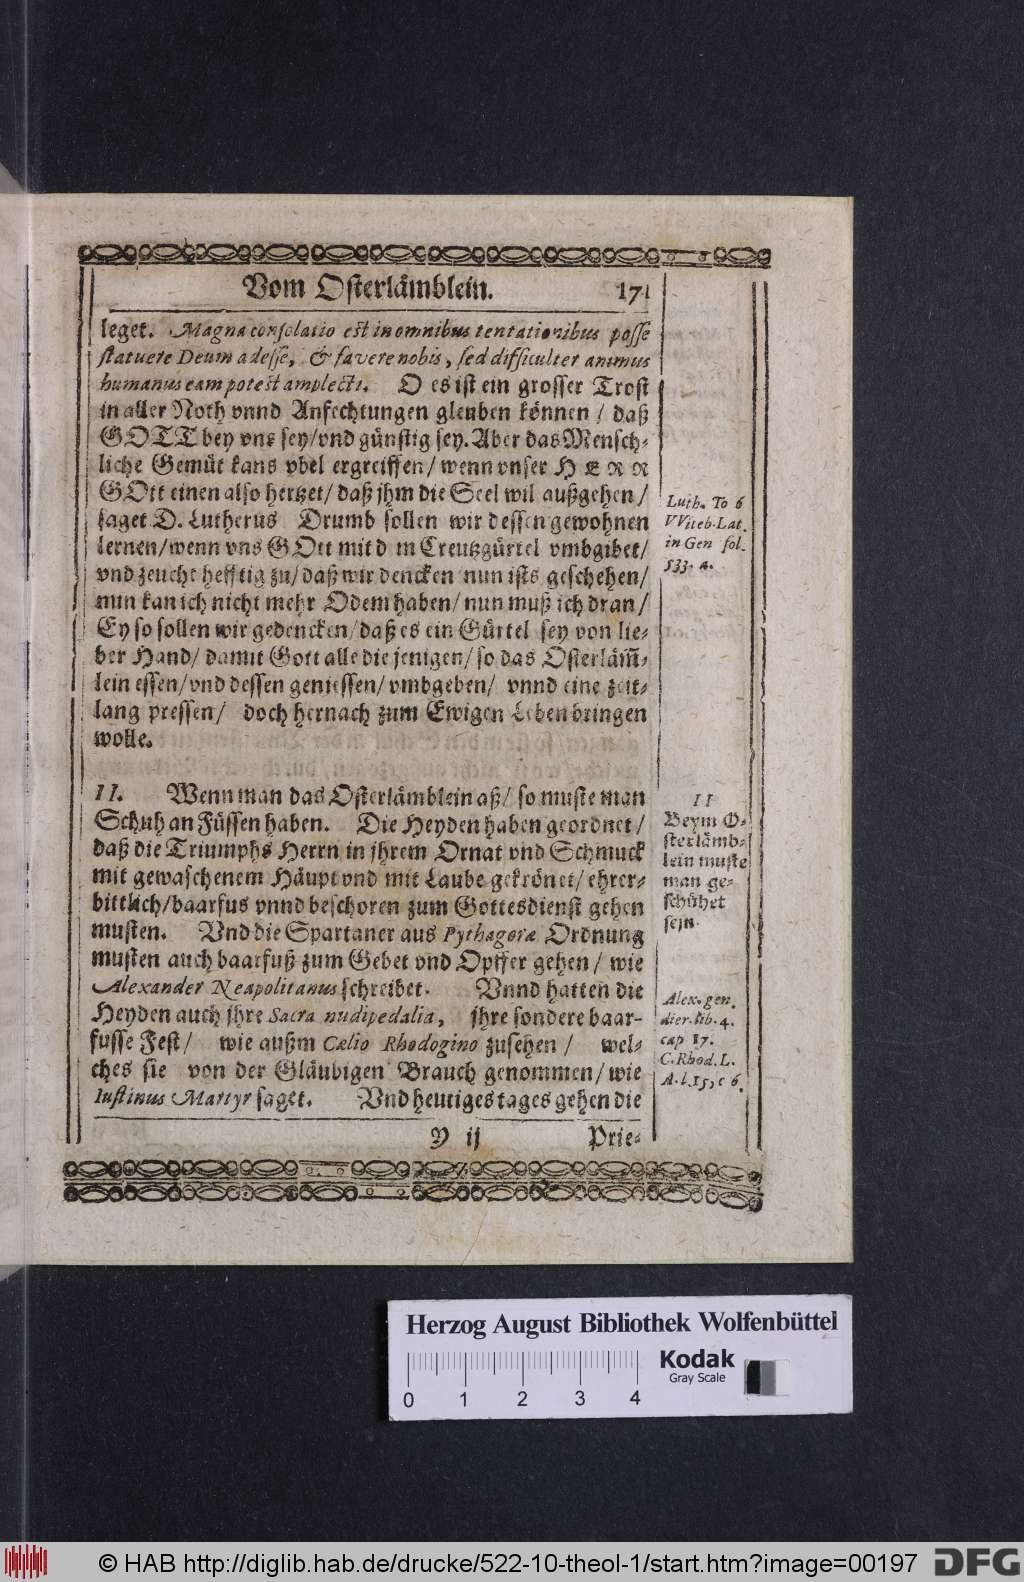 Vom Osterlämblein. 171
leget. Magna consolatio est in omnibus tentationibus posse
statuere Deum adesse, & favere nobis, sed difficulter animus
humanus eam potest amplecti. O es ist ein grosser Trost
in aller Noth vnnd Anfechtungen gleuben können / daß
GOTT bey vns sey/vnd günstig sey. Aber das Mensch-
liche Gemüt kans vbel ergreiffen/ wenn vnser HERR
GOtt einen also hertzet/ daß jhm die Seel wil außgehen/
saget D. Lutherus Drumb sollen wir dessen gewohnen
lernen/wenn vns GOtt mit d m Creutzgürtel vmbgibet/
vnd zeucht hefftig zu/ daß wir dencken nun ists geschehen/
nun kan ich nicht mehr Odem haben/ nun muß ich dran/
Ey so sollen wir gedencken/ daß es ein Gürtel sey von lie-
ber Hand/ damit Gott alle die jenigen/ so das Osterläm̃-
lein essen/vnd dessen geniessen/ vmbgeben/ vnnd eine zeit-
lang pressen/ doch hernach zum Ewigen Leben bringen
wolle.
11. Wenn man das Osterlämblein aß/ so muste man
Schuh an Füssen haben. Die Heyden haben geordnet/
daß die Triumphs Herrn in jhrem Ornat vnd Schmuck
mit gewaschenem Häupt vnd mit Laube gekrönet/ ehrer-
bittlich/baarfus vnnd beschoren zum Gottesdienst gehen
musten. Vnd die Spartaner aus Pythagoræ Ordnung
musten auch baarfuß zum Gebet vnd Opffer gehen/ wie
Alexander Neapolitanus schreibet. Vnnd hatten die
Heyden auch jhre Sacra nudipedalia, jhre sondere baar-
fusse Fest/ wie außm Cælio Rhodogino zusehen/ wel-
ches sie von der Gläubigen Brauch genommen/ wie
Iustinus Martyr saget. Vnd heutiges tages gehen die
Y ij Prie-
Luth. To 6
VViteb. Lat.
in Gen fol.
533. a.
11
Beym O-
sterlämb-
lein muste
man ge-
schühet
sejn.
Alex. gen.
dier. lib. 4.
cap 17.
C. Rhod. L.
A. l. 15, c 6.
Herzog August Bibliothek Wolfenbüttel
Kodak
Gray Scale
0 1 2 3 4
© HAB http://diglib.hab.de/drucke/522-10-theol-1/start.htm?image=00197 DFG